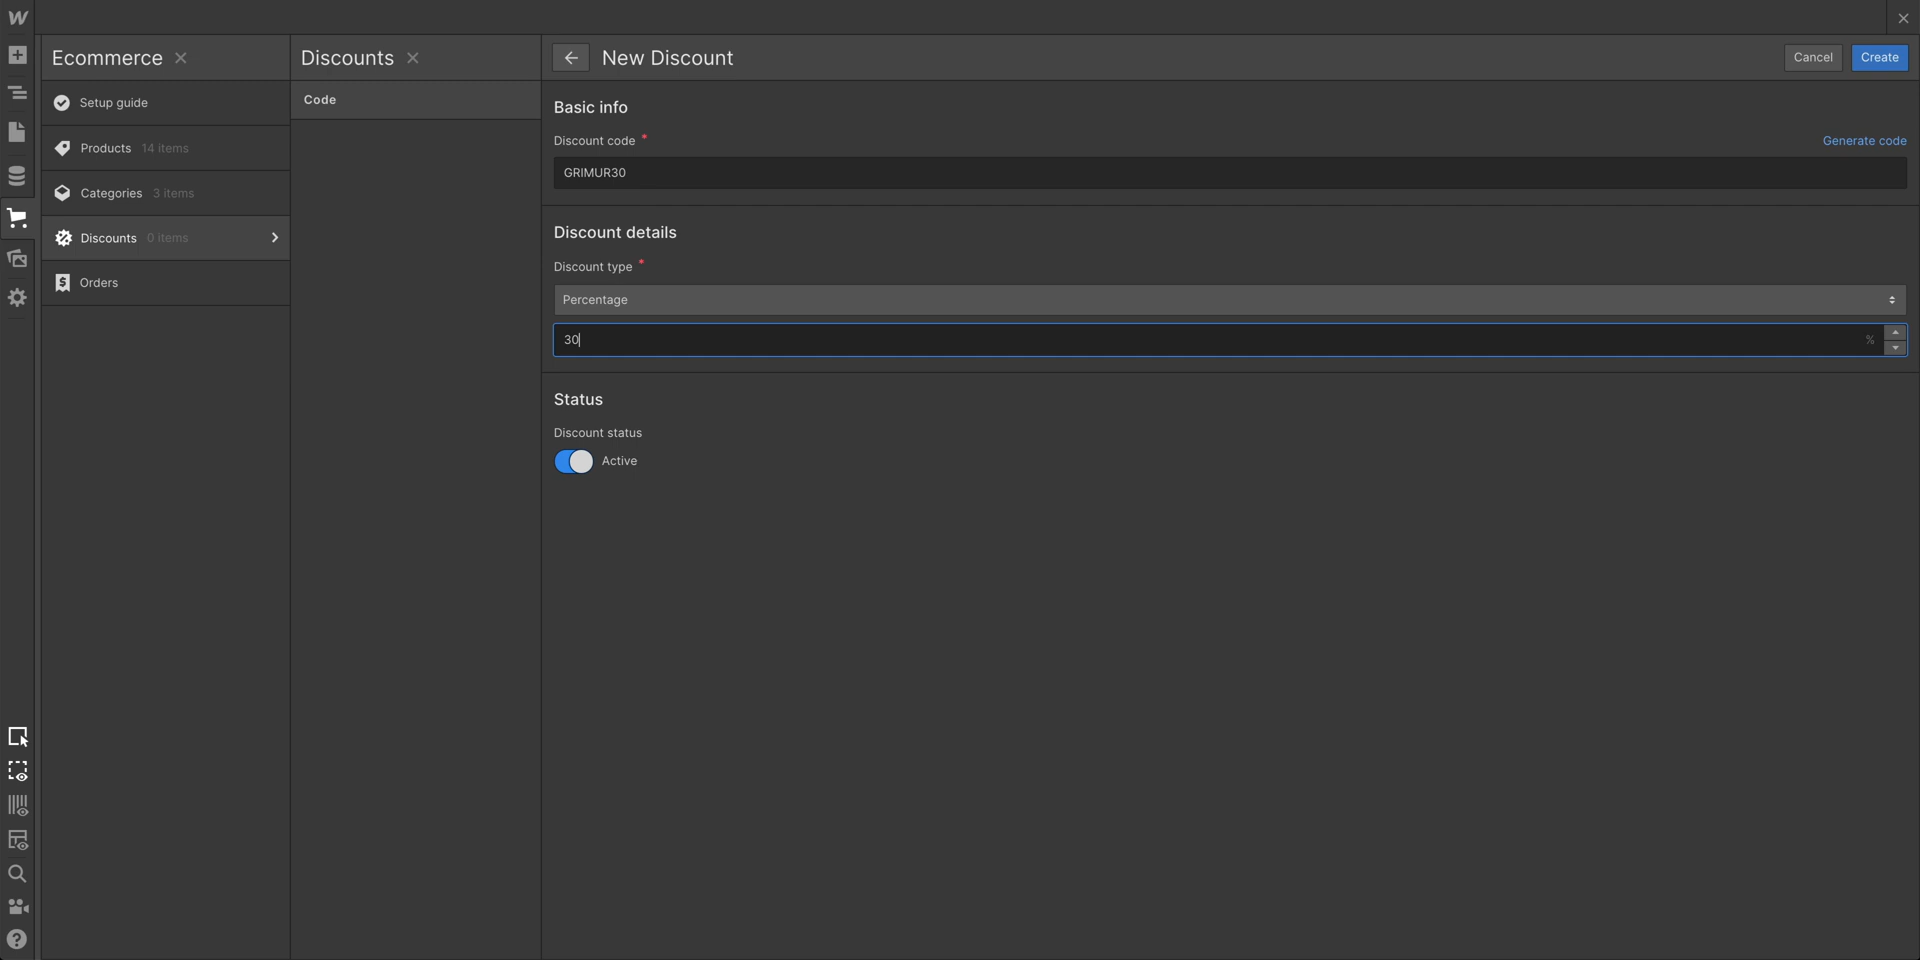 Ecommerce
Discounts
New Discount
Cancel
Create
Setup guide
Products 14 items
Categories 3 items
Discounts 0 items
Orders
Code
Basic info
Discount code *
Generate code
GRIMUR30
Discount details
Discount type *
Percentage
30
%
Status
Discount status
Active